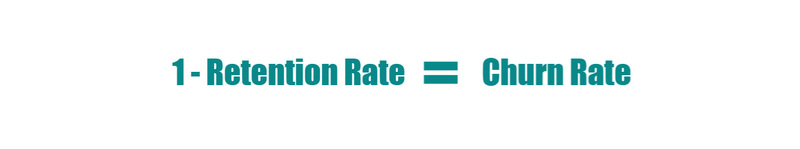 1 - Retention Rate = Churn Rate